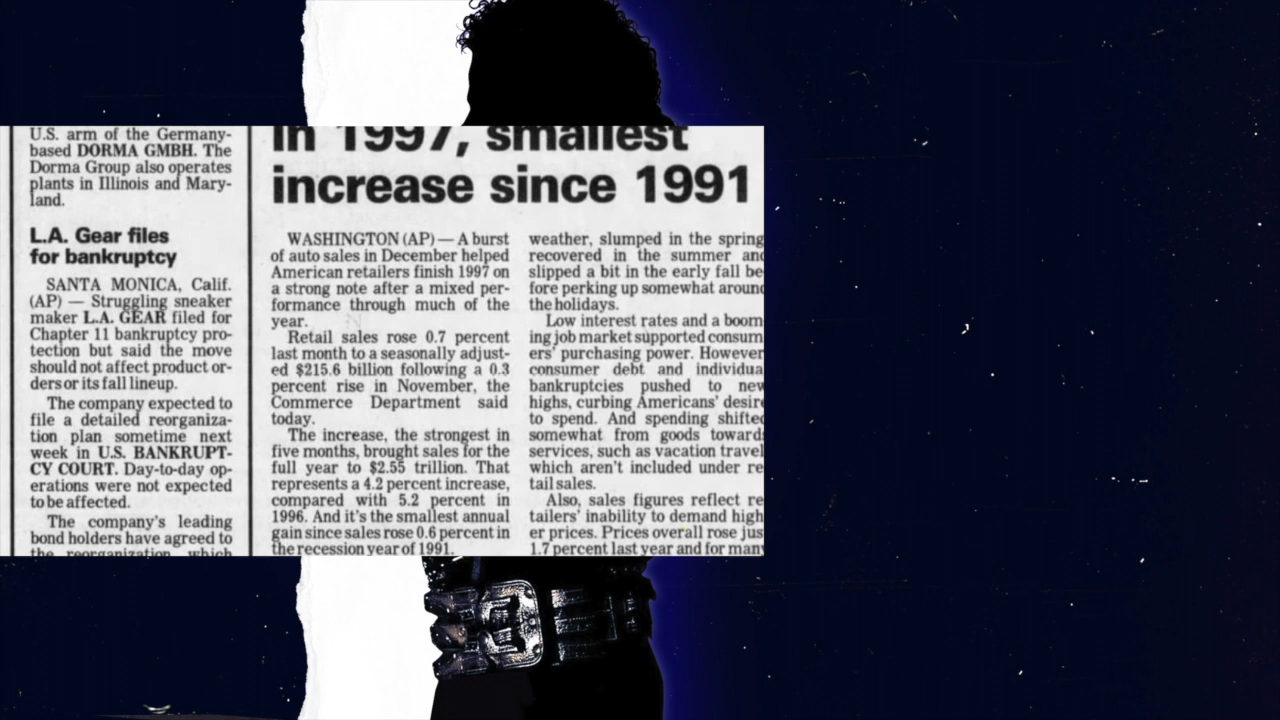 U.S. arm of the Germany-
based DORMA GMBH. The
Dorma Group also operates
plants in Illinois and Mary-
land.
L.A. Gear files
for bankruptcy
SANTA MONICA, Calif.
(AP) — Struggling sneaker
maker L.A. GEAR filed for
Chapter 11 bankruptcy pro-
tection but said the move
should not affect product or-
ders or its fall lineup.
The company expected to
file a detailed reorganiza-
tion plan sometime next
week in U.S. BANKRUPT-
CY COURT. Day-to-day op-
erations were not expected
to be affected.
The company's leading
bond holders have agreed to
the reorganization, which
in 1997, smallest
increase since 1991
WASHINGTON (AP) — A burst
of auto sales in December helped
American retailers finish 1997 on
a strong note after a mixed per-
formance through much of the
year.
Retail sales rose 0.7 percent
last month to a seasonally adjust-
ed $215.6 billion following a 0.3
percent rise in November, the
Commerce Department said
today.
The increase, the strongest in
five months, brought sales for the
full year to $2.55 trillion. That
represents a 4.2 percent increase,
compared with 5.2 percent in
1996. And it's the smallest annual
gain since sales rose 0.6 percent in
the recession year of 1991.
weather, slumped in the spring
recovered in the summer and
slipped a bit in the early fall be
fore perking up somewhat around
the holidays.
Low interest rates and a boom
ing job market supported consum
ers' purchasing power. However
consumer debt and individua
bankruptcies pushed to new
highs, curbing Americans' desire
to spend. And spending shifted
somewhat from goods towards
services, such as vacation travel
which aren't included under re
tail sales.
Also, sales figures reflect re
tailers' inability to demand high
er prices. Prices overall rose jus
1.7 percent last year and for many